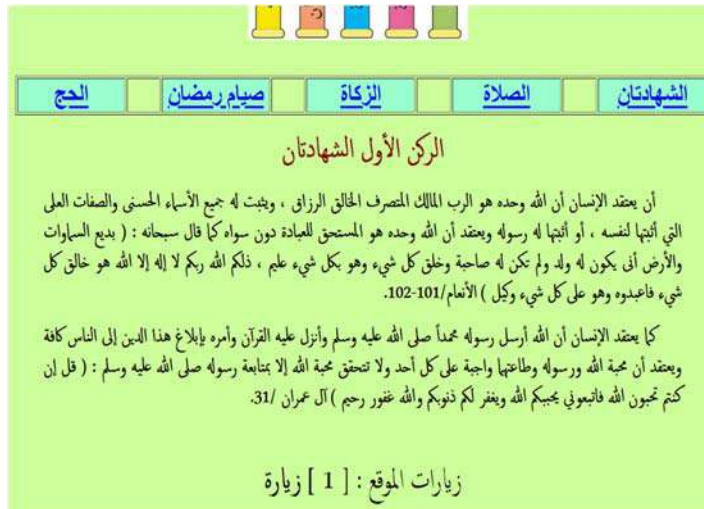 الشهادتان الصلاة الزكاة صيام رمضان الحج
الركن الأول الشهادتان
أن يعتقد الإنسان أن الله وحده هو الرب المالك المتصرف الخالق الرزاق ، ويثبت له جميع الأسماء الحسنى والصفات العلى
التي أثبتها لنفسه ، أو أثبتها له رسوله ويعتقد أن الله وحده هو المستحق للعبادة دون سواه كما قال سبحانه : ( بديع السماوات
والأرض أنى يكون له ولد ولم تكن له صاحبة وخلق كل شيء وهو بكل شيء عليم ، ذلكم الله ربكم لا إله إلا الله هو خالق كل
شيء فاعبدوه وهو على كل شيء وكيل ) الأنعام/101-102.
كما يعتقد الإنسان أن الله أرسل رسوله محمداً صلى الله عليه وسلم وأنزل عليه القرآن وأمره بإبلاغ هذا الدين إلى الناس كافة
ويعتقد أن محبة الله ورسوله وطاعتها واجبة على كل أحد ولا تتحقق محبة الله إلا بمتابعة رسوله صلى الله عليه وسلم : ( قل إن
كنتم تحبون الله فاتبعوني يحببكم الله ويغفر لكم ذنوبكم والله غفور رحيم ) آل عمران /31.
زيارات الموقع : [ 1 ] زيارة